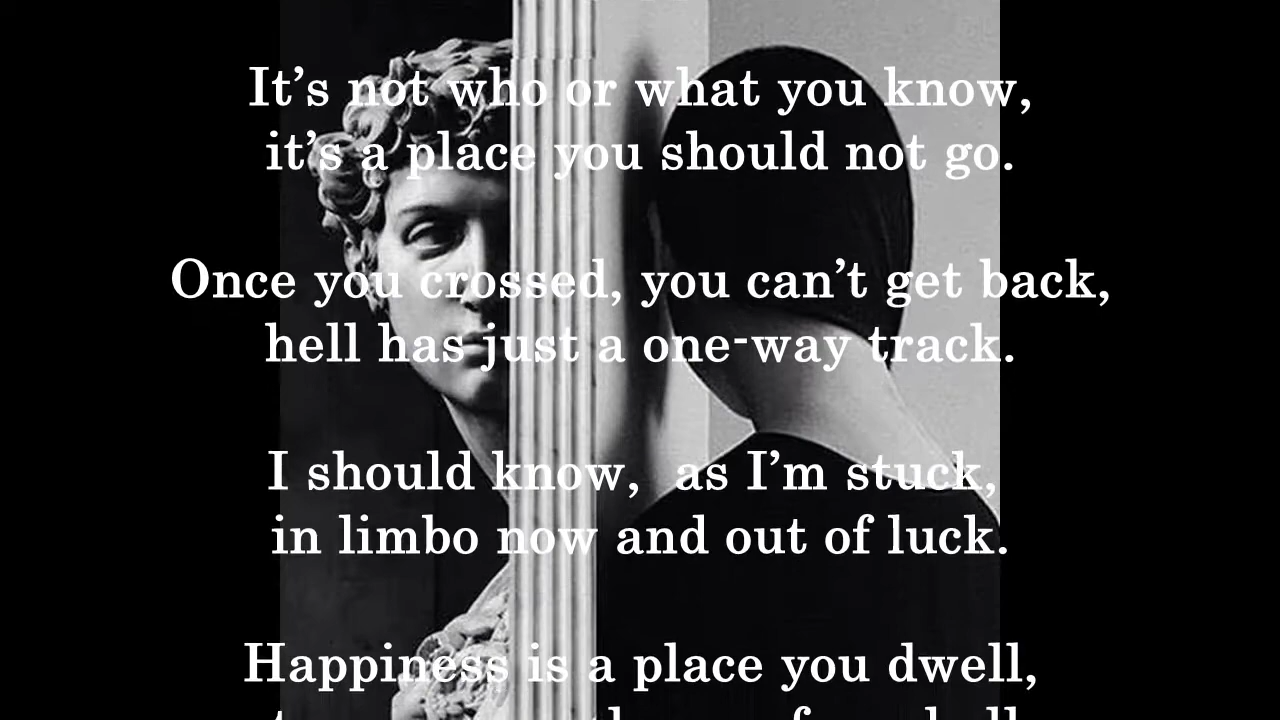 It’s not who or what you know,
it’s a place you should not go.
Once you crossed, you can’t get back,
hell has just a one-way track.
I should know, as I’m stuck,
in limbo now and out of luck.
Happiness is a place you dwell,